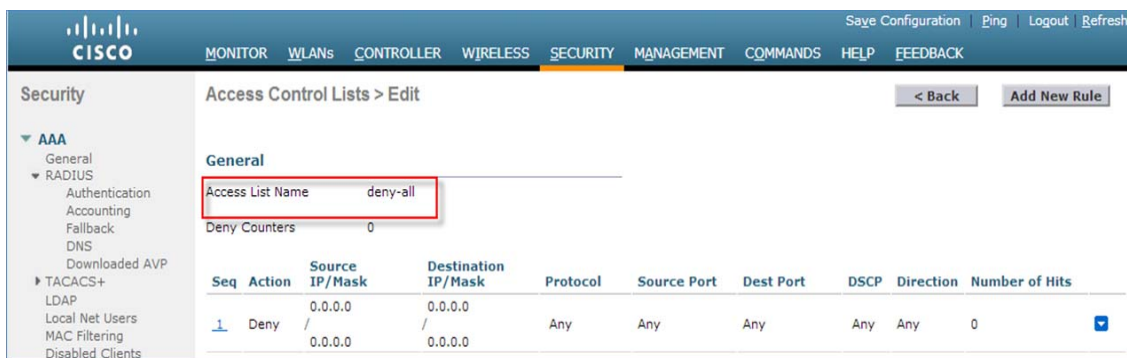 Save Configuration | Ping | Logout | Refresh
CISCO
MONITOR WLANs CONTROLLER WIRELESS SECURITY MANAGEMENT COMMANDS HELP FEEDBACK
Security
Access Control Lists > Edit
< Back
Add New Rule
AAA
General
RADIUS
Authentication
Accounting
Fallback
DNS
Downloaded AVP
TACACS+
LDAP
Local Net Users
MAC Filtering
Disabled Clients
General
Access List Name deny-all
Deny Counters 0
Seq Action Source IP/Mask Destination IP/Mask Protocol Source Port Dest Port DSCP Direction Number of Hits
1 Deny 0.0.0.0 / 0.0.0.0 0.0.0.0 / 0.0.0.0 Any Any Any Any Any 0